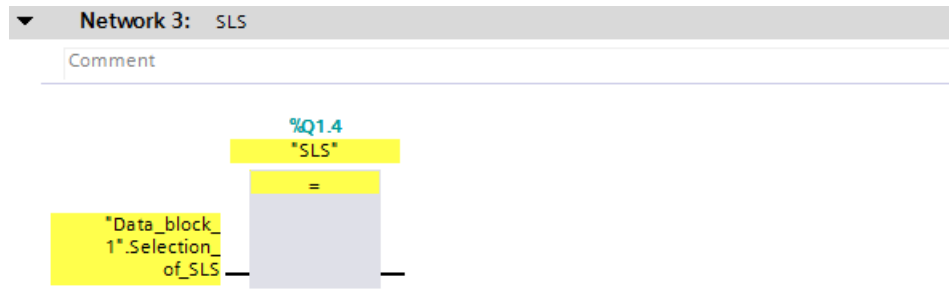 Network 3: SLS
Comment
%Q1.4
"SLS"
=
"Data_block_
1".Selection_
of_SLS